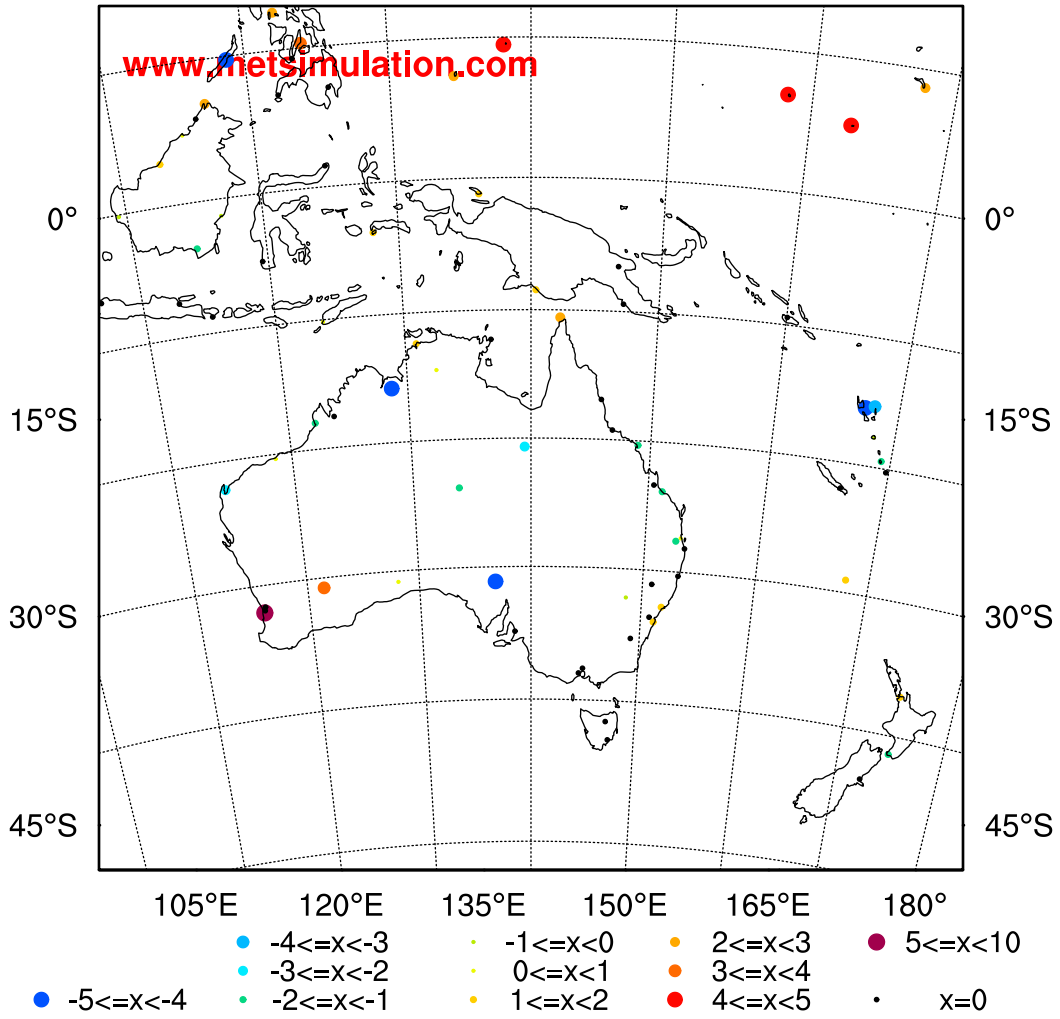 www.metsimulation.com
0° 0°
15°S 15°S
30°S 30°S
45°S 45°S
105°E 120°E 135°E 150°E 165°E 180°
-4<=x<-3 -1<=x<0 2<=x<3 5<=x<10
-3<=x<-2 0<=x<1 3<=x<4
-5<=x<-4 -2<=x<-1 1<=x<2 4<=x<5 x=0